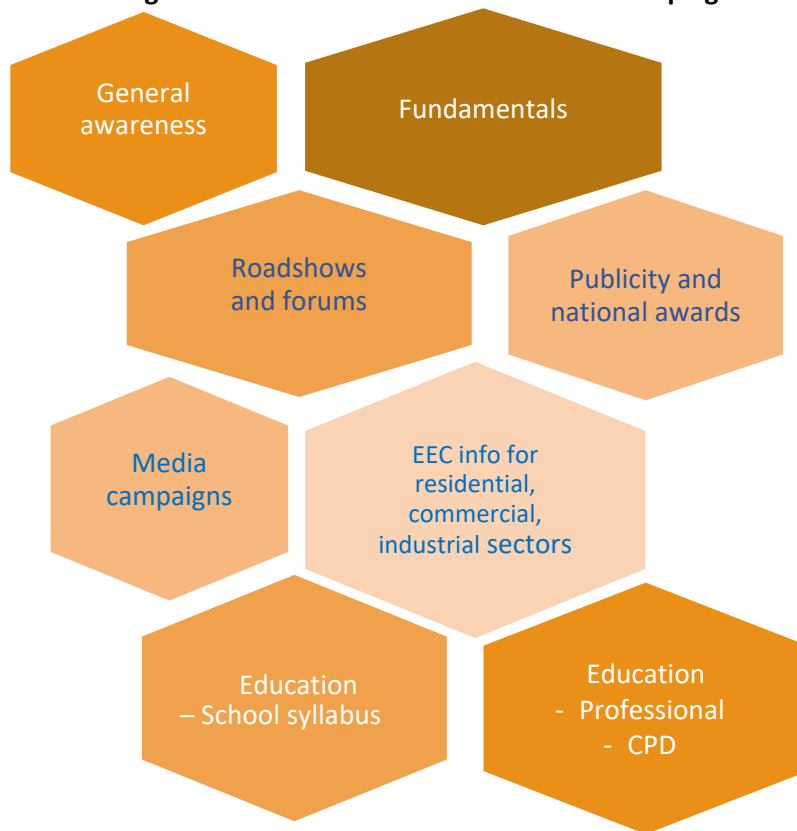 General
awareness
Fundamentals
Roadshows
and forums
Publicity and
national awards
Media
campaigns
EEC info for
residential,
commercial,
industrial sectors
Education
– School syllabus
Education
- Professional
- CPD